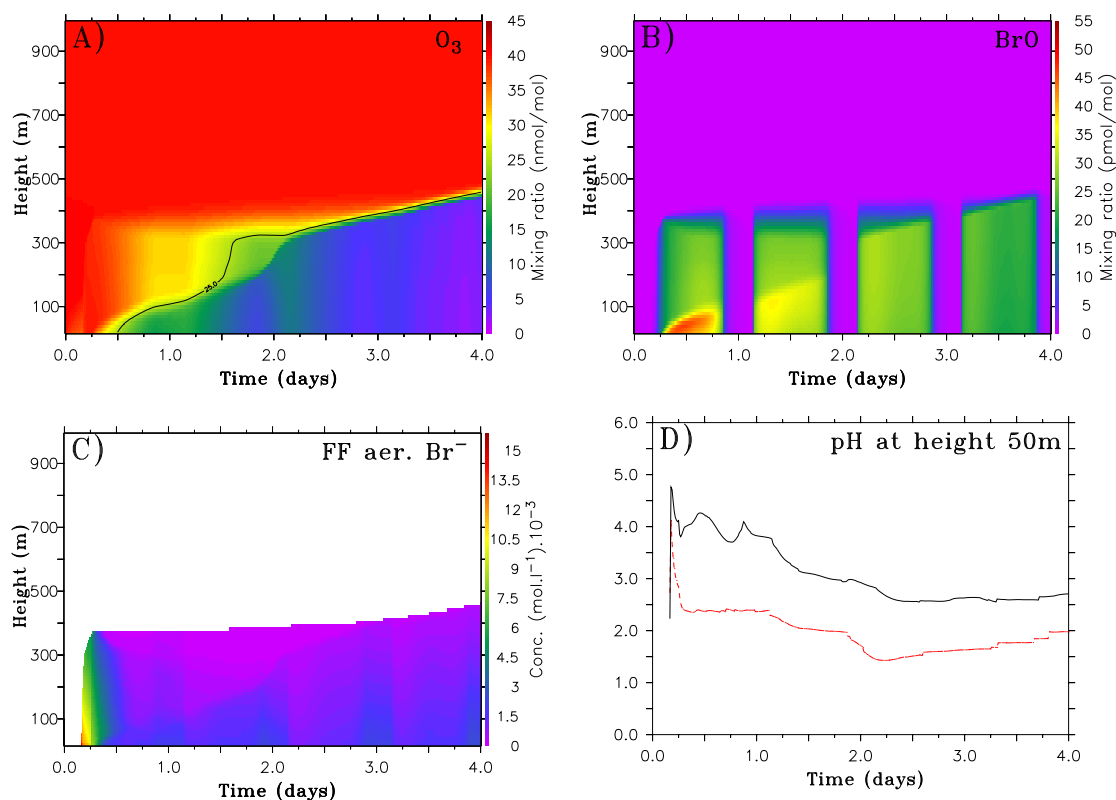 A)
O₃
900
700
500
300
100
Height (m)
0.0 1.0 2.0 3.0 4.0
Time (days)
45
40
35
30
25
20
15
10
5
0
Mixing ratio (nmol/mol)
25.0
B)
BrO
900
700
500
300
100
Height (m)
0.0 1.0 2.0 3.0 4.0
Time (days)
55
50
45
40
35
30
25
20
15
10
5
0
Mixing ratio (pmol/mol)
C)
FF aer. Br⁻
900
700
500
300
100
Height (m)
0.0 1.0 2.0 3.0 4.0
Time (days)
15
13.5
12
10.5
9
7.5
6
4.5
3
1.5
0
Conc. (mol.l⁻¹).10⁻³
D)
pH at height 50m
6.0
5.0
4.0
3.0
2.0
1.0
0.0
0.0 1.0 2.0 3.0 4.0
Time (days)